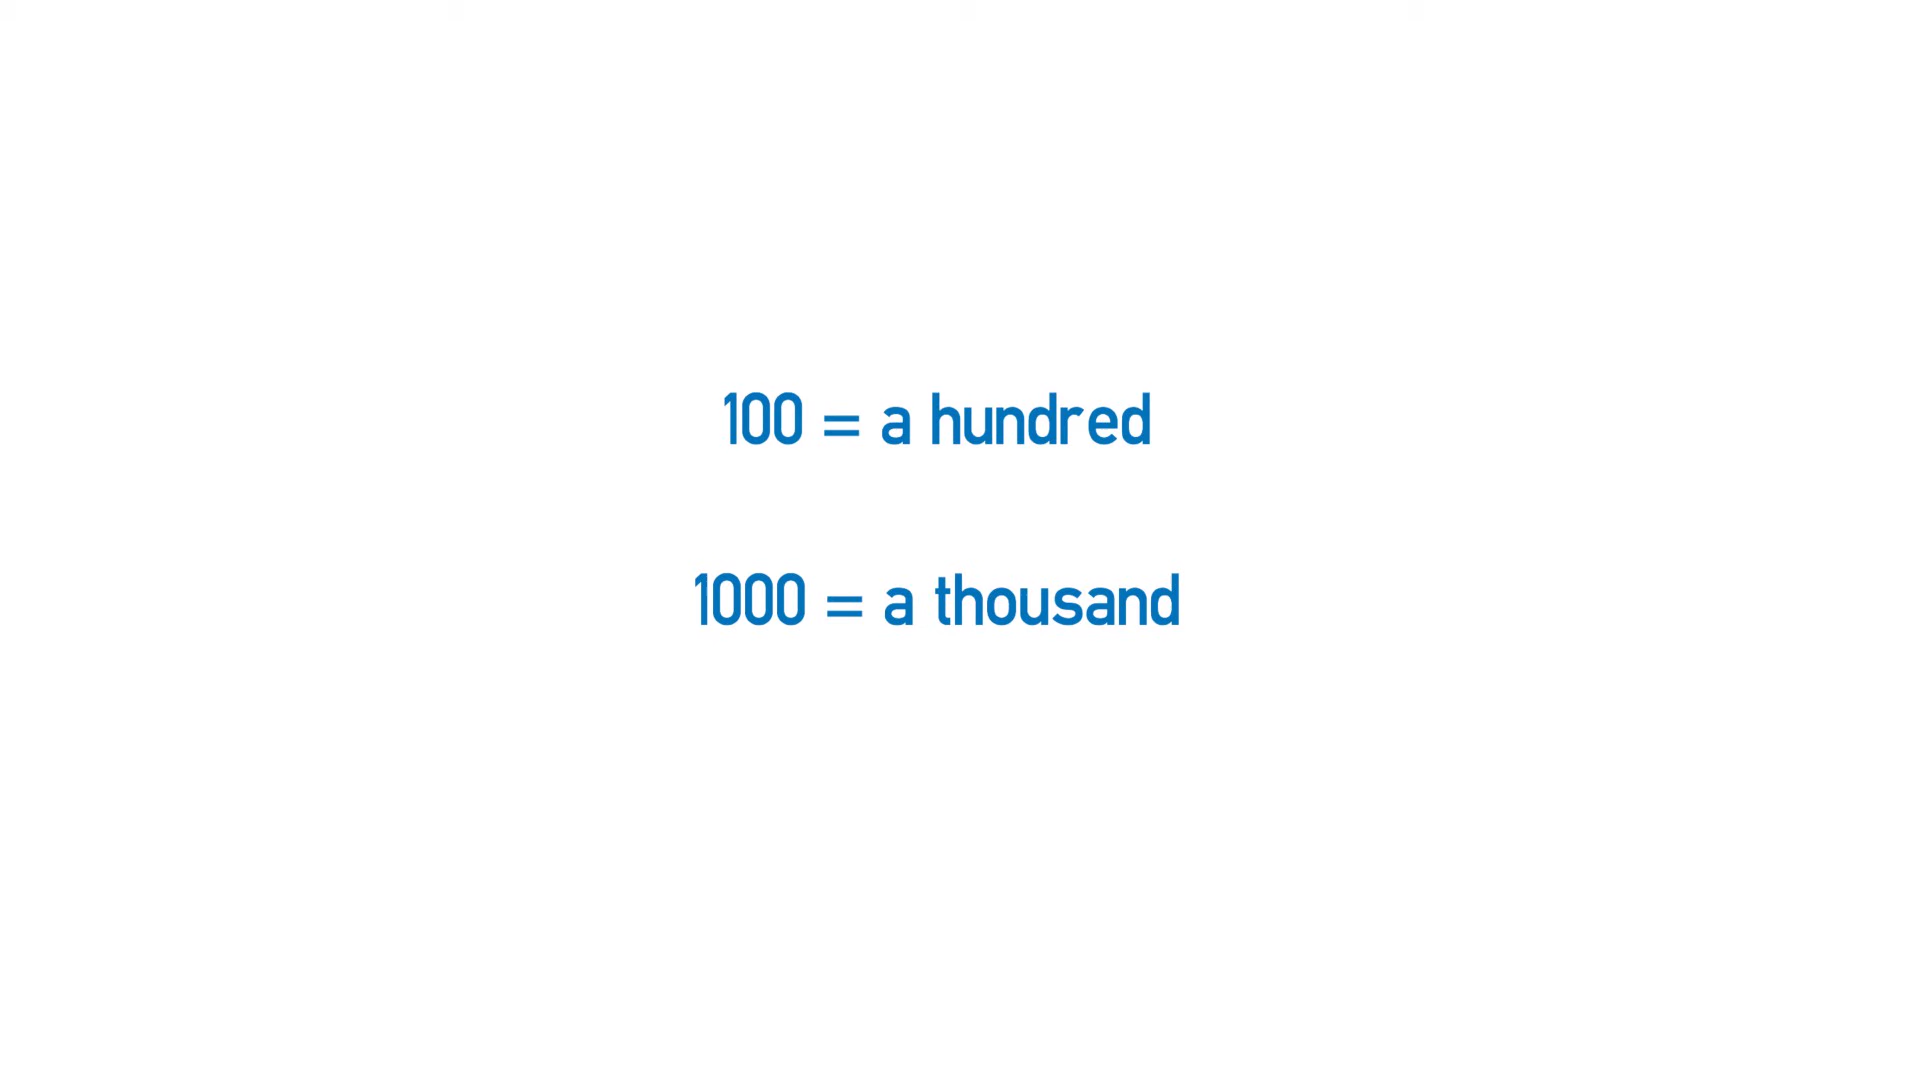 100 = a hundred
1000 = a thousand